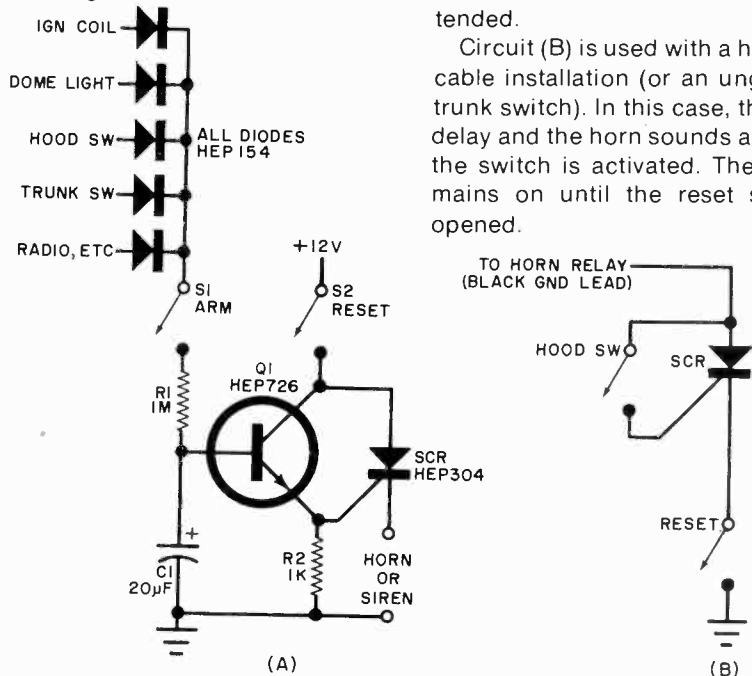 tended.
Circuit (B) is used with a h
cable installation (or an ung
trunk switch). In this case, th
delay and the horn sounds a
the switch is activated. The
mains on until the reset s
opened.
IGN COIL
DOME LIGHT
HOOD SW
TRUNK SW
RADIO, ETC
ALL DIODES
HEP 154
S1
ARM
+12V
S2
RESET
R1
1M
Q1
HEP726
SCR
HEP304
+
C1
20µF
R2
1K
HORN
OR
SIREN
(A)
TO HORN RELAY
(BLACK GND LEAD)
HOOD SW
SCR
RESET
(B)